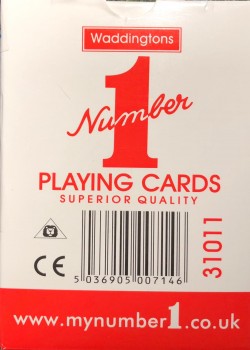 Waddingtons
Number 1
PLAYING CARDS
SUPERIOR QUALITY
CE
5 036905 007146
31011
www.mynumber1.co.uk